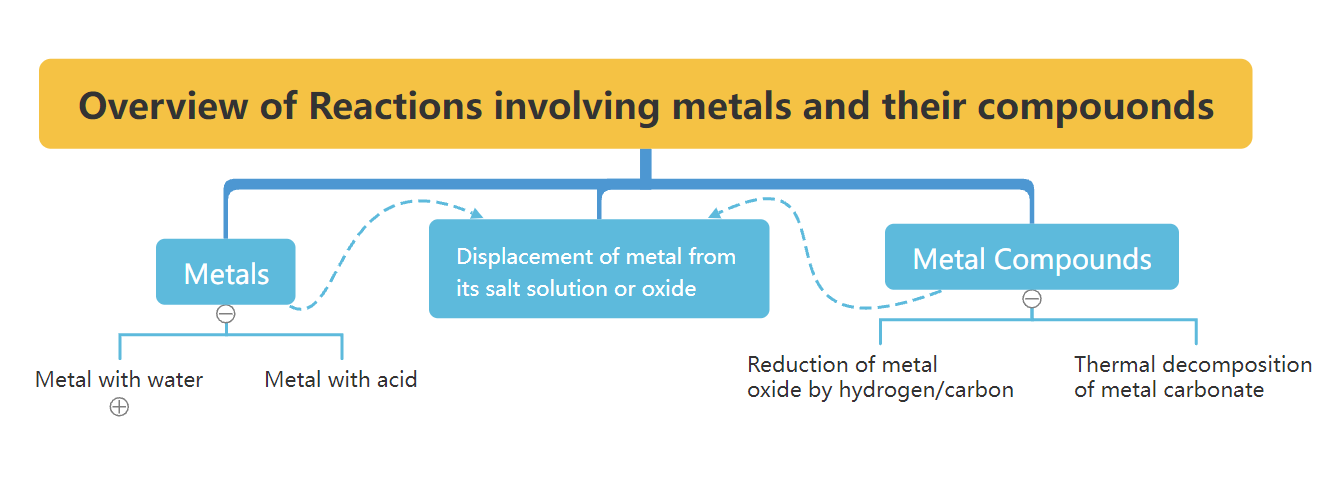 Overview of Reactions involving metals and their compouonds
Metals
Displacement of metal from
its salt solution or oxide
Metal Compounds
Metal with water
Metal with acid
Reduction of metal
oxide by hydrogen/carbon
Thermal decomposition
of metal carbonate